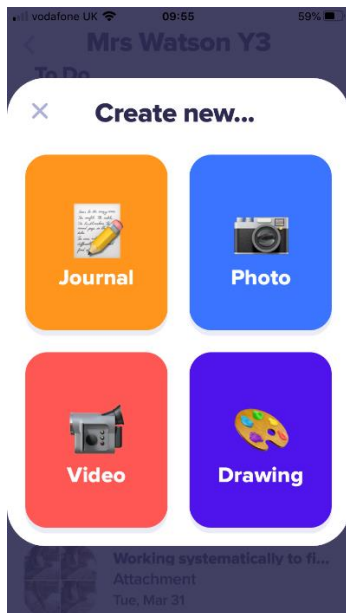 vodafone UK 09:55 59%
Mrs Watson Y3
To Do
Create new...
Journal Photo
Video Drawing
Working systematically to fi...
Attachment
Tue, Mar 31